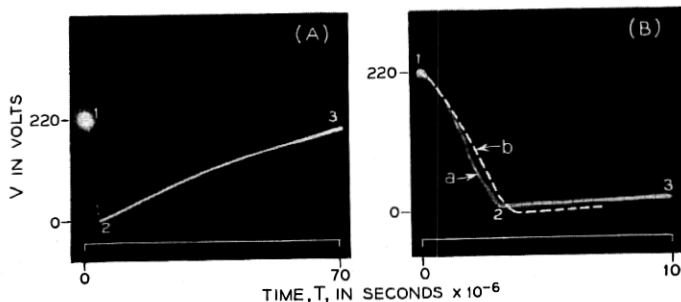 (A)
1
220
3
2
0
0
70
V IN VOLTS
(B)
1
220
b
a
2
3
0
0
10
TIME, T, IN SECONDS × 10-6